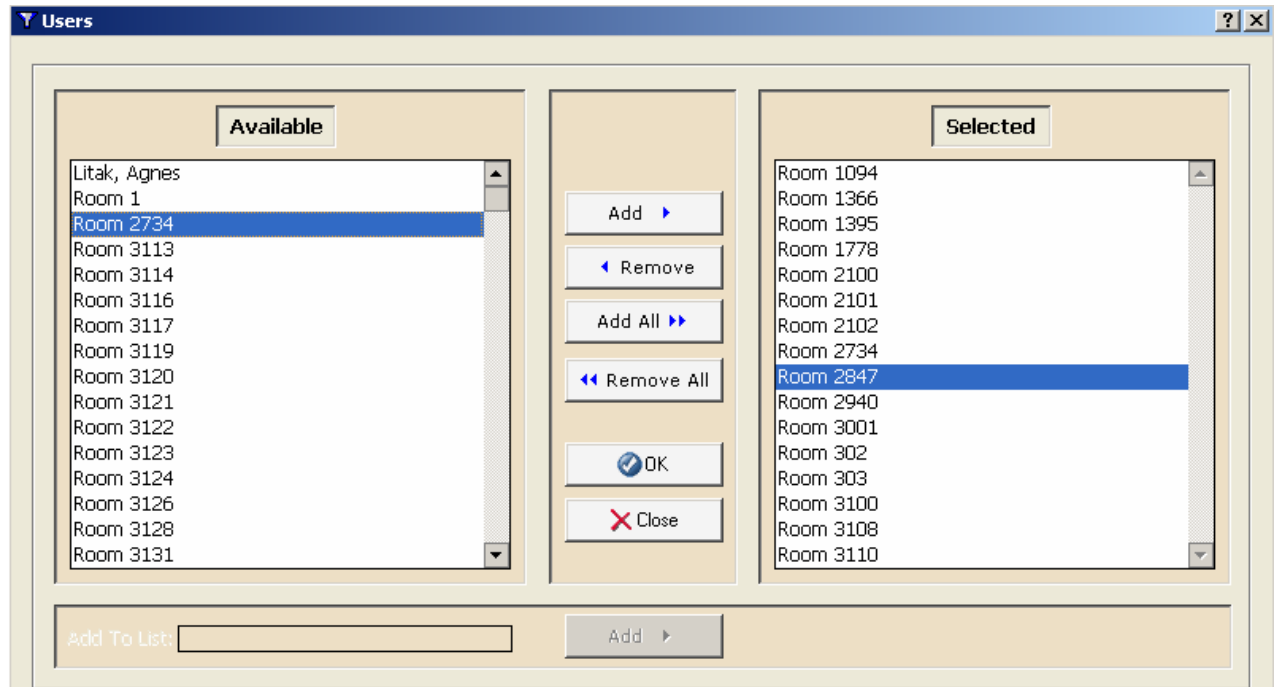 Users
Available
Litak, Agnes
Room 1
Room 2734
Room 3113
Room 3114
Room 3116
Room 3117
Room 3119
Room 3120
Room 3121
Room 3122
Room 3123
Room 3124
Room 3126
Room 3128
Room 3131
Add
Remove
Add All
Remove All
OK
Close
Selected
Room 1094
Room 1366
Room 1395
Room 1778
Room 2100
Room 2101
Room 2102
Room 2734
Room 2847
Room 2940
Room 3001
Room 302
Room 303
Room 3100
Room 3108
Room 3110
Add To List:
Add